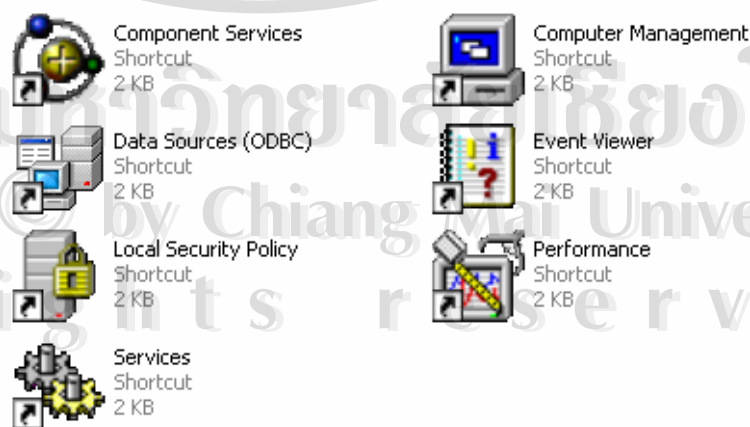 Component Services
Shortcut
2 KB
Computer Management
Shortcut
2 KB
Data Sources (ODBC)
Shortcut
2 KB
Event Viewer
Shortcut
2 KB
Local Security Policy
Shortcut
2 KB
Performance
Shortcut
2 KB
Services
Shortcut
2 KB
© by Chiang Mai Unive
ights reserv